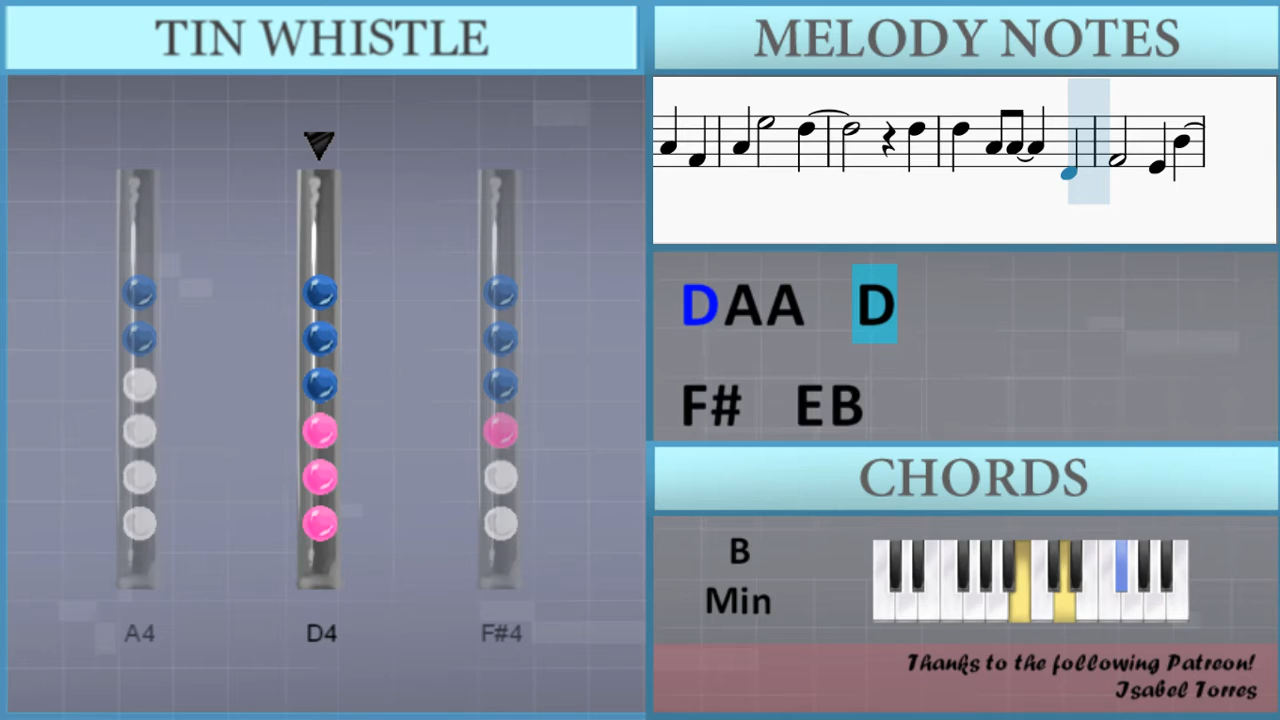 TIN WHISTLE
A4 D4 F#4
MELODY NOTES
DAA D
F# EB
CHORDS
B
Min
Thanks to the following Patreon!
Isabel Torres